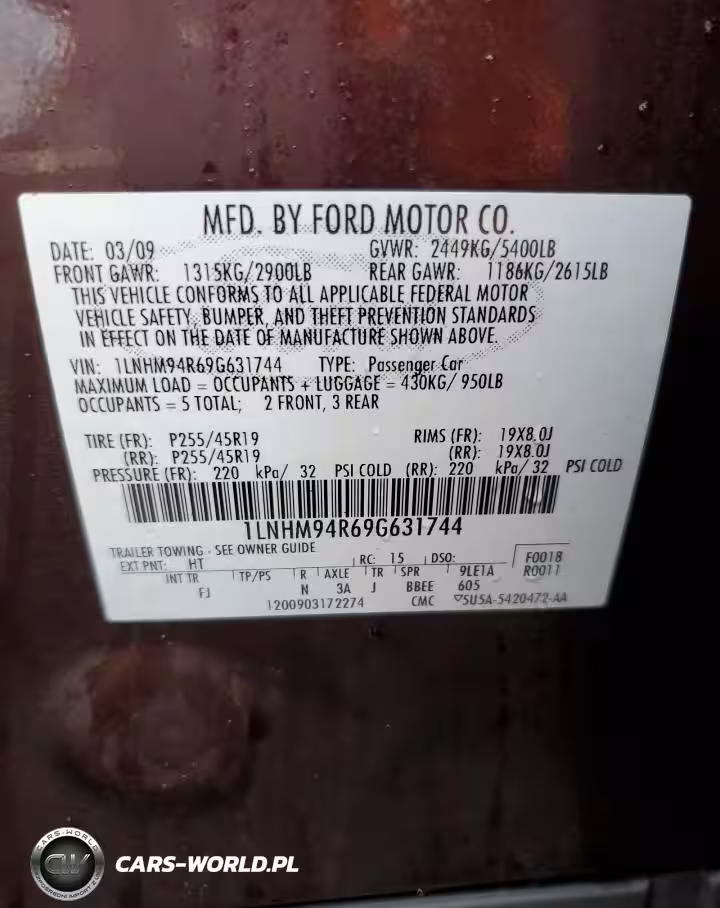 MFD. BY FORD MOTOR CO.
DATE: 03/09 GVWR: 2449KG/5400LB
FRONT GAWR: 1315KG/2900LB REAR GAWR: 1186KG/2615LB
THIS VEHICLE CONFORMS TO ALL APPLICABLE FEDERAL MOTOR
VEHICLE SAFETY, BUMPER, AND THEFT PREVENTION STANDARDS
IN EFFECT ON THE DATE OF MANUFACTURE SHOWN ABOVE.
VIN: 1LNHM94R69G631744 TYPE: Passenger Car
MAXIMUM LOAD = OCCUPANTS + LUGGAGE = 430KG/ 950LB
OCCUPANTS = 5 TOTAL; 2 FRONT, 3 REAR
TIRE (FR): P255/45R19 RIMS (FR): 19X8.0J
(RR): P255/45R19 (RR): 19X8.0J
PRESSURE (FR): 220 kPa/ 32 PSI COLD (RR): 220 kPa/ 32 PSI COLD
1LNHM94R69G631744
TRAILER TOWING - SEE OWNER GUIDE F0018
EXT PNT: HT RC: 15 DSO: R0011
INT TR TP/PS R AXLE TR SPR 9LE1A
FJ N 3A J BBEE 605
1200903172274 CMC ▽5U5A-5420472-AA
CARS-WORLD
CW
CARS-WORLD.PL